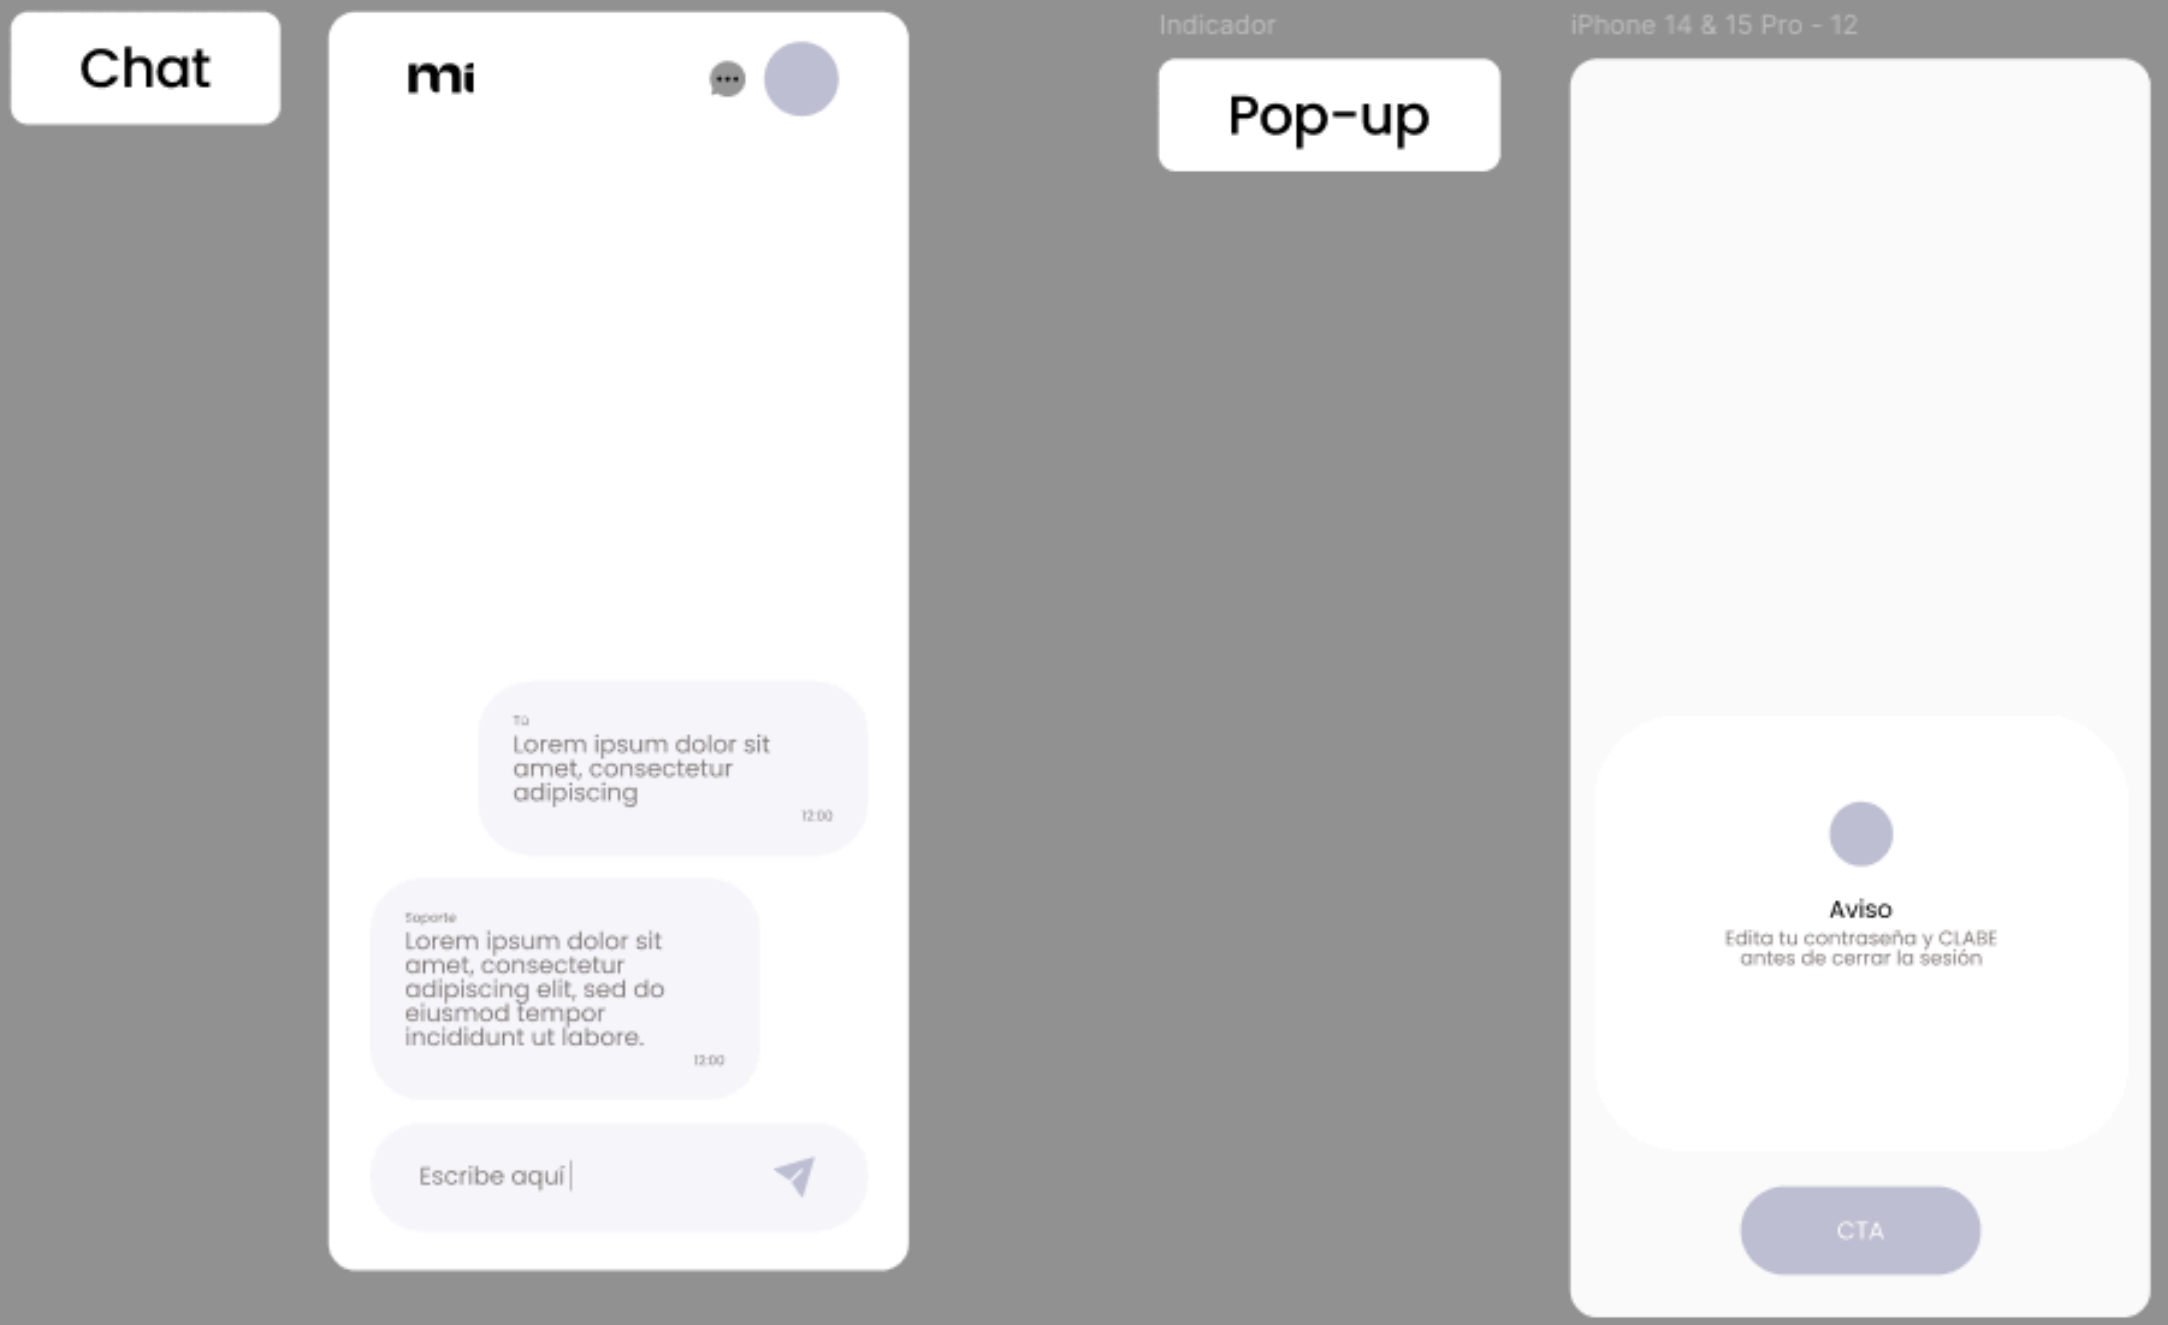 Chat
mi
Tú
Lorem ipsum dolor sit
amet, consectetur
adipiscing
12:00
Soporte
Lorem ipsum dolor sit
amet, consectetur
adipiscing elit, sed do
eiusmod tempor
incididunt ut labore.
12:00
Escribe aquí
Indicador
Pop-up
iPhone 14 & 15 Pro - 12
Aviso
Edita tu contraseña y CLABE
antes de cerrar la sesión
CTA